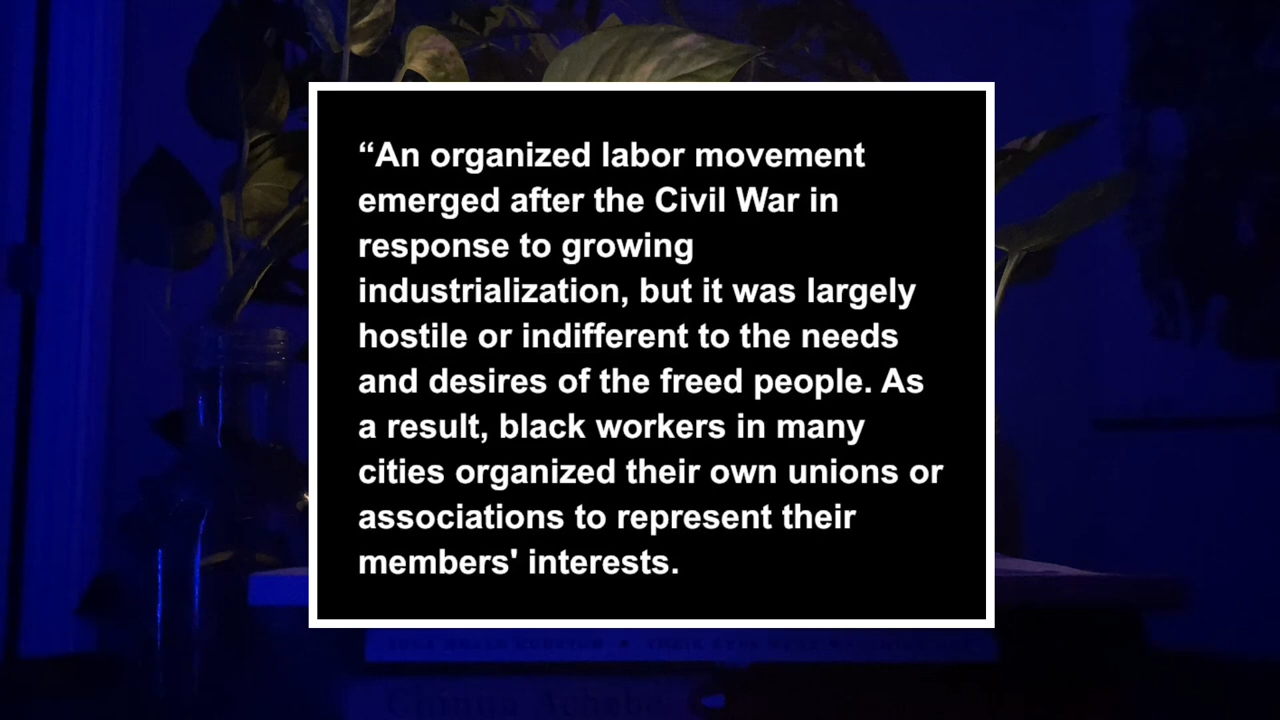 “An organized labor movement
emerged after the Civil War in
response to growing
industrialization, but it was largely
hostile or indifferent to the needs
and desires of the freed people. As
a result, black workers in many
cities organized their own unions or
associations to represent their
members' interests.
Chinua Achebe